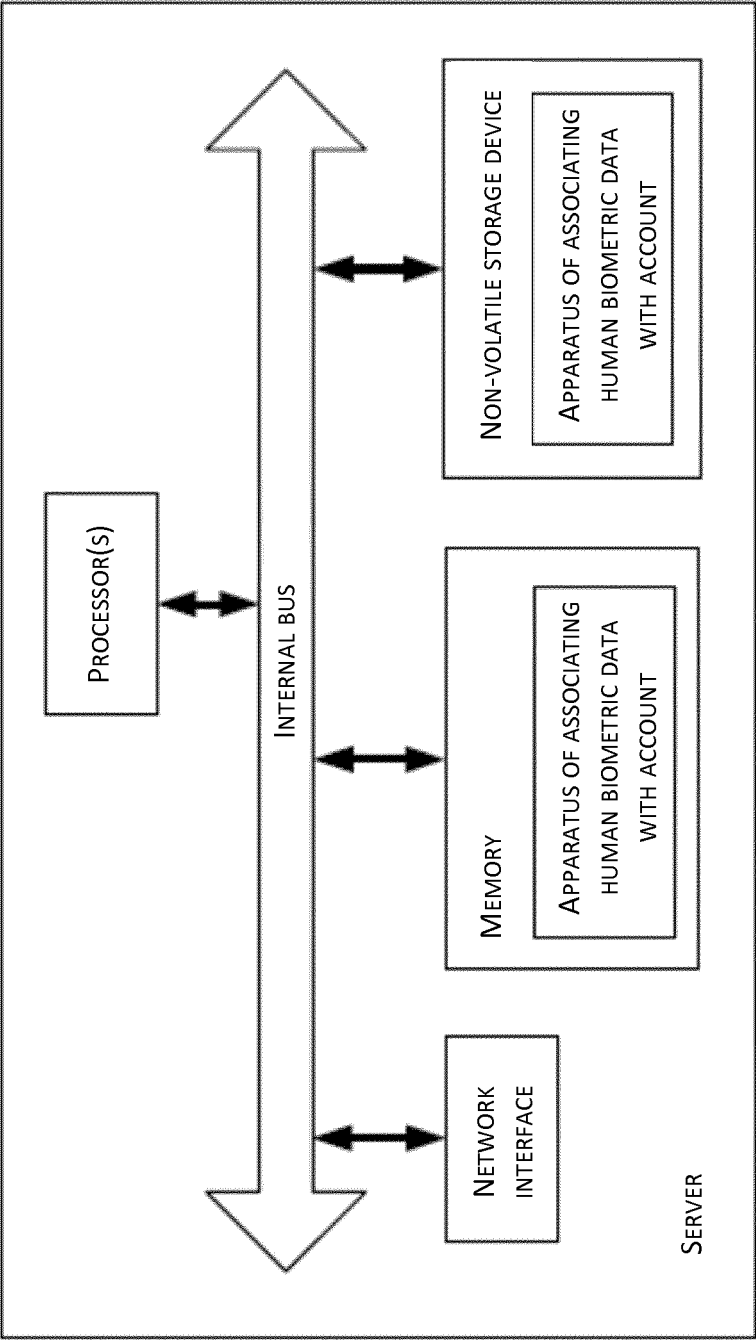 PROCESSOR(S)
INTERNAL BUS
NETWORK
INTERFACE
MEMORY
APPARATUS OF ASSOCIATING
HUMAN BIOMETRIC DATA
WITH ACCOUNT
NON-VOLATILE STORAGE DEVICE
APPARATUS OF ASSOCIATING
HUMAN BIOMETRIC DATA
WITH ACCOUNT
SERVER